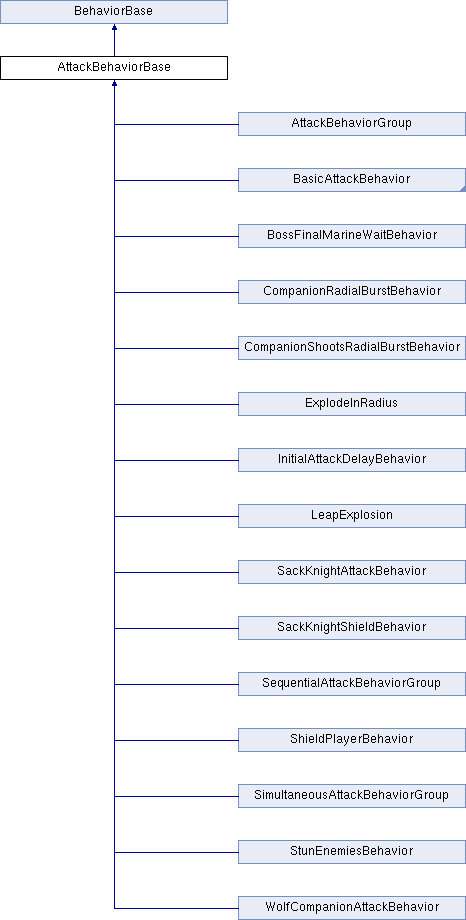 BehaviorBase
AttackBehaviorBase
AttackBehaviorGroup
BasicAttackBehavior
BossFinalMarineWaitBehavior
CompanionRadialBurstBehavior
CompanionShootsRadialBurstBehavior
ExplodeInRadius
InitialAttackDelayBehavior
LeapExplosion
SackKnightAttackBehavior
SackKnightShieldBehavior
SequentialAttackBehaviorGroup
ShieldPlayerBehavior
SimultaneousAttackBehaviorGroup
StunEnemiesBehavior
WolfCompanionAttackBehavior